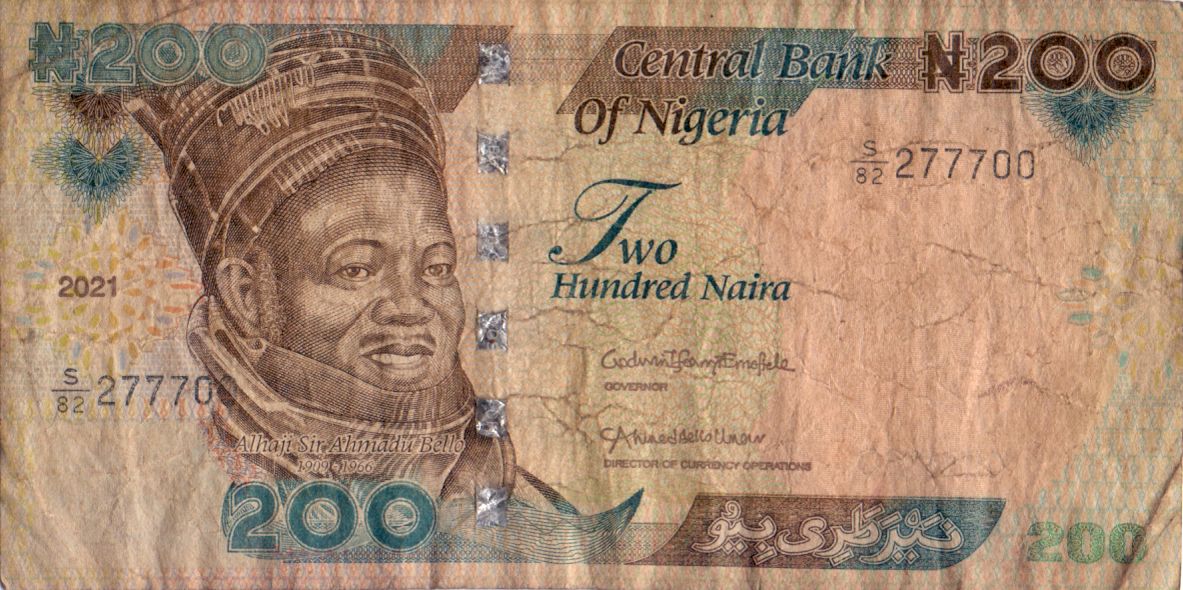 ₦200
Central Bank
Of Nigeria
₦200
S/82 277700
Two
Hundred Naira
2021
S/82 277700
GOVERNOR
DIRECTOR OF CURRENCY OPERATIONS
Alhaji Sir Ahmadu Bello
1909-1966
200
نَيْرَ طَرِى بِيُو
200